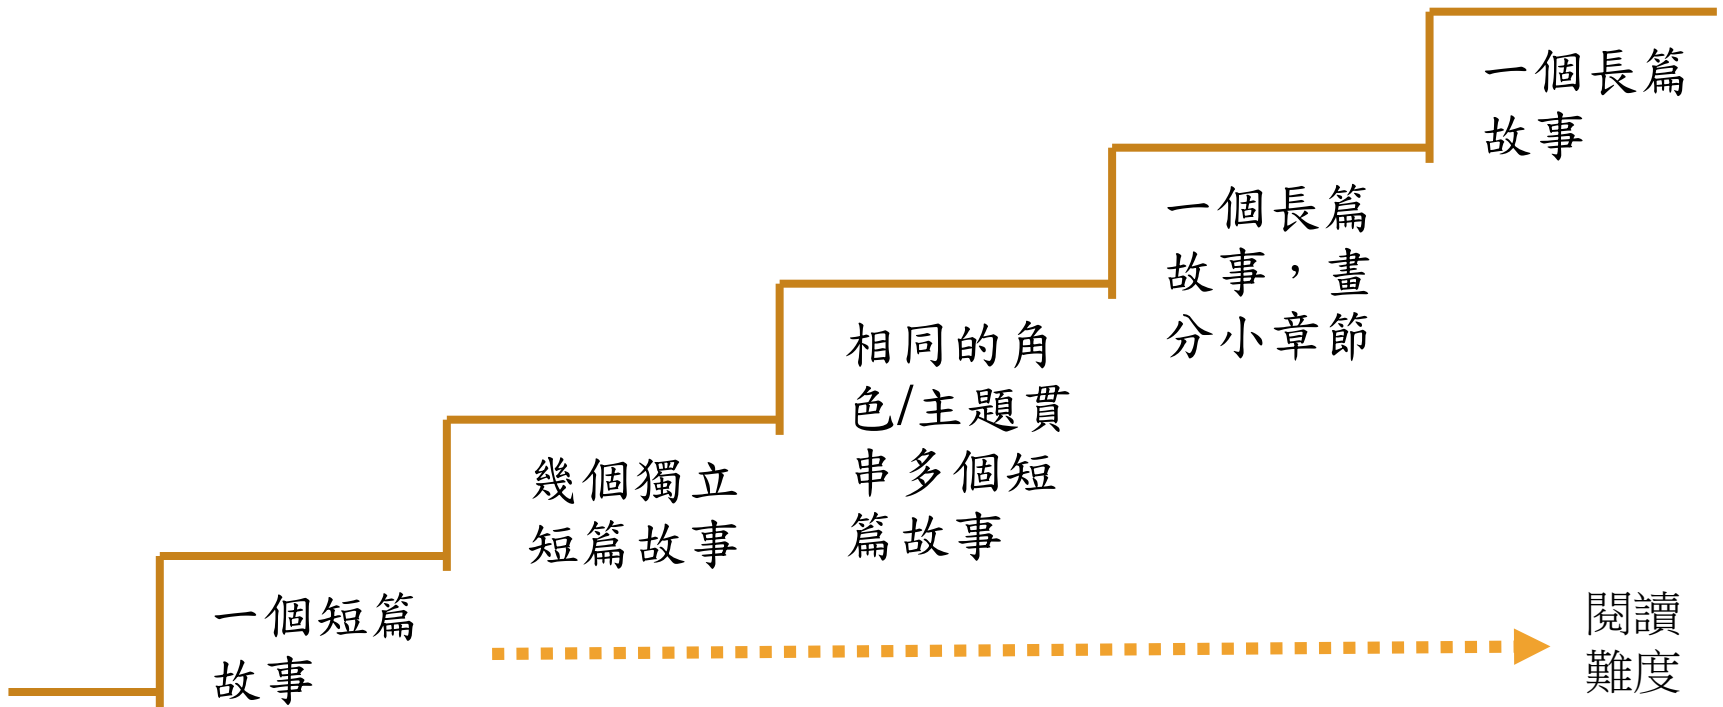 一個短篇
故事
幾個獨立
短篇故事
相同的角
色/主題貫
串多個短
篇故事
一個長篇
故事，畫
分小章節
一個長篇
故事
閱讀
難度